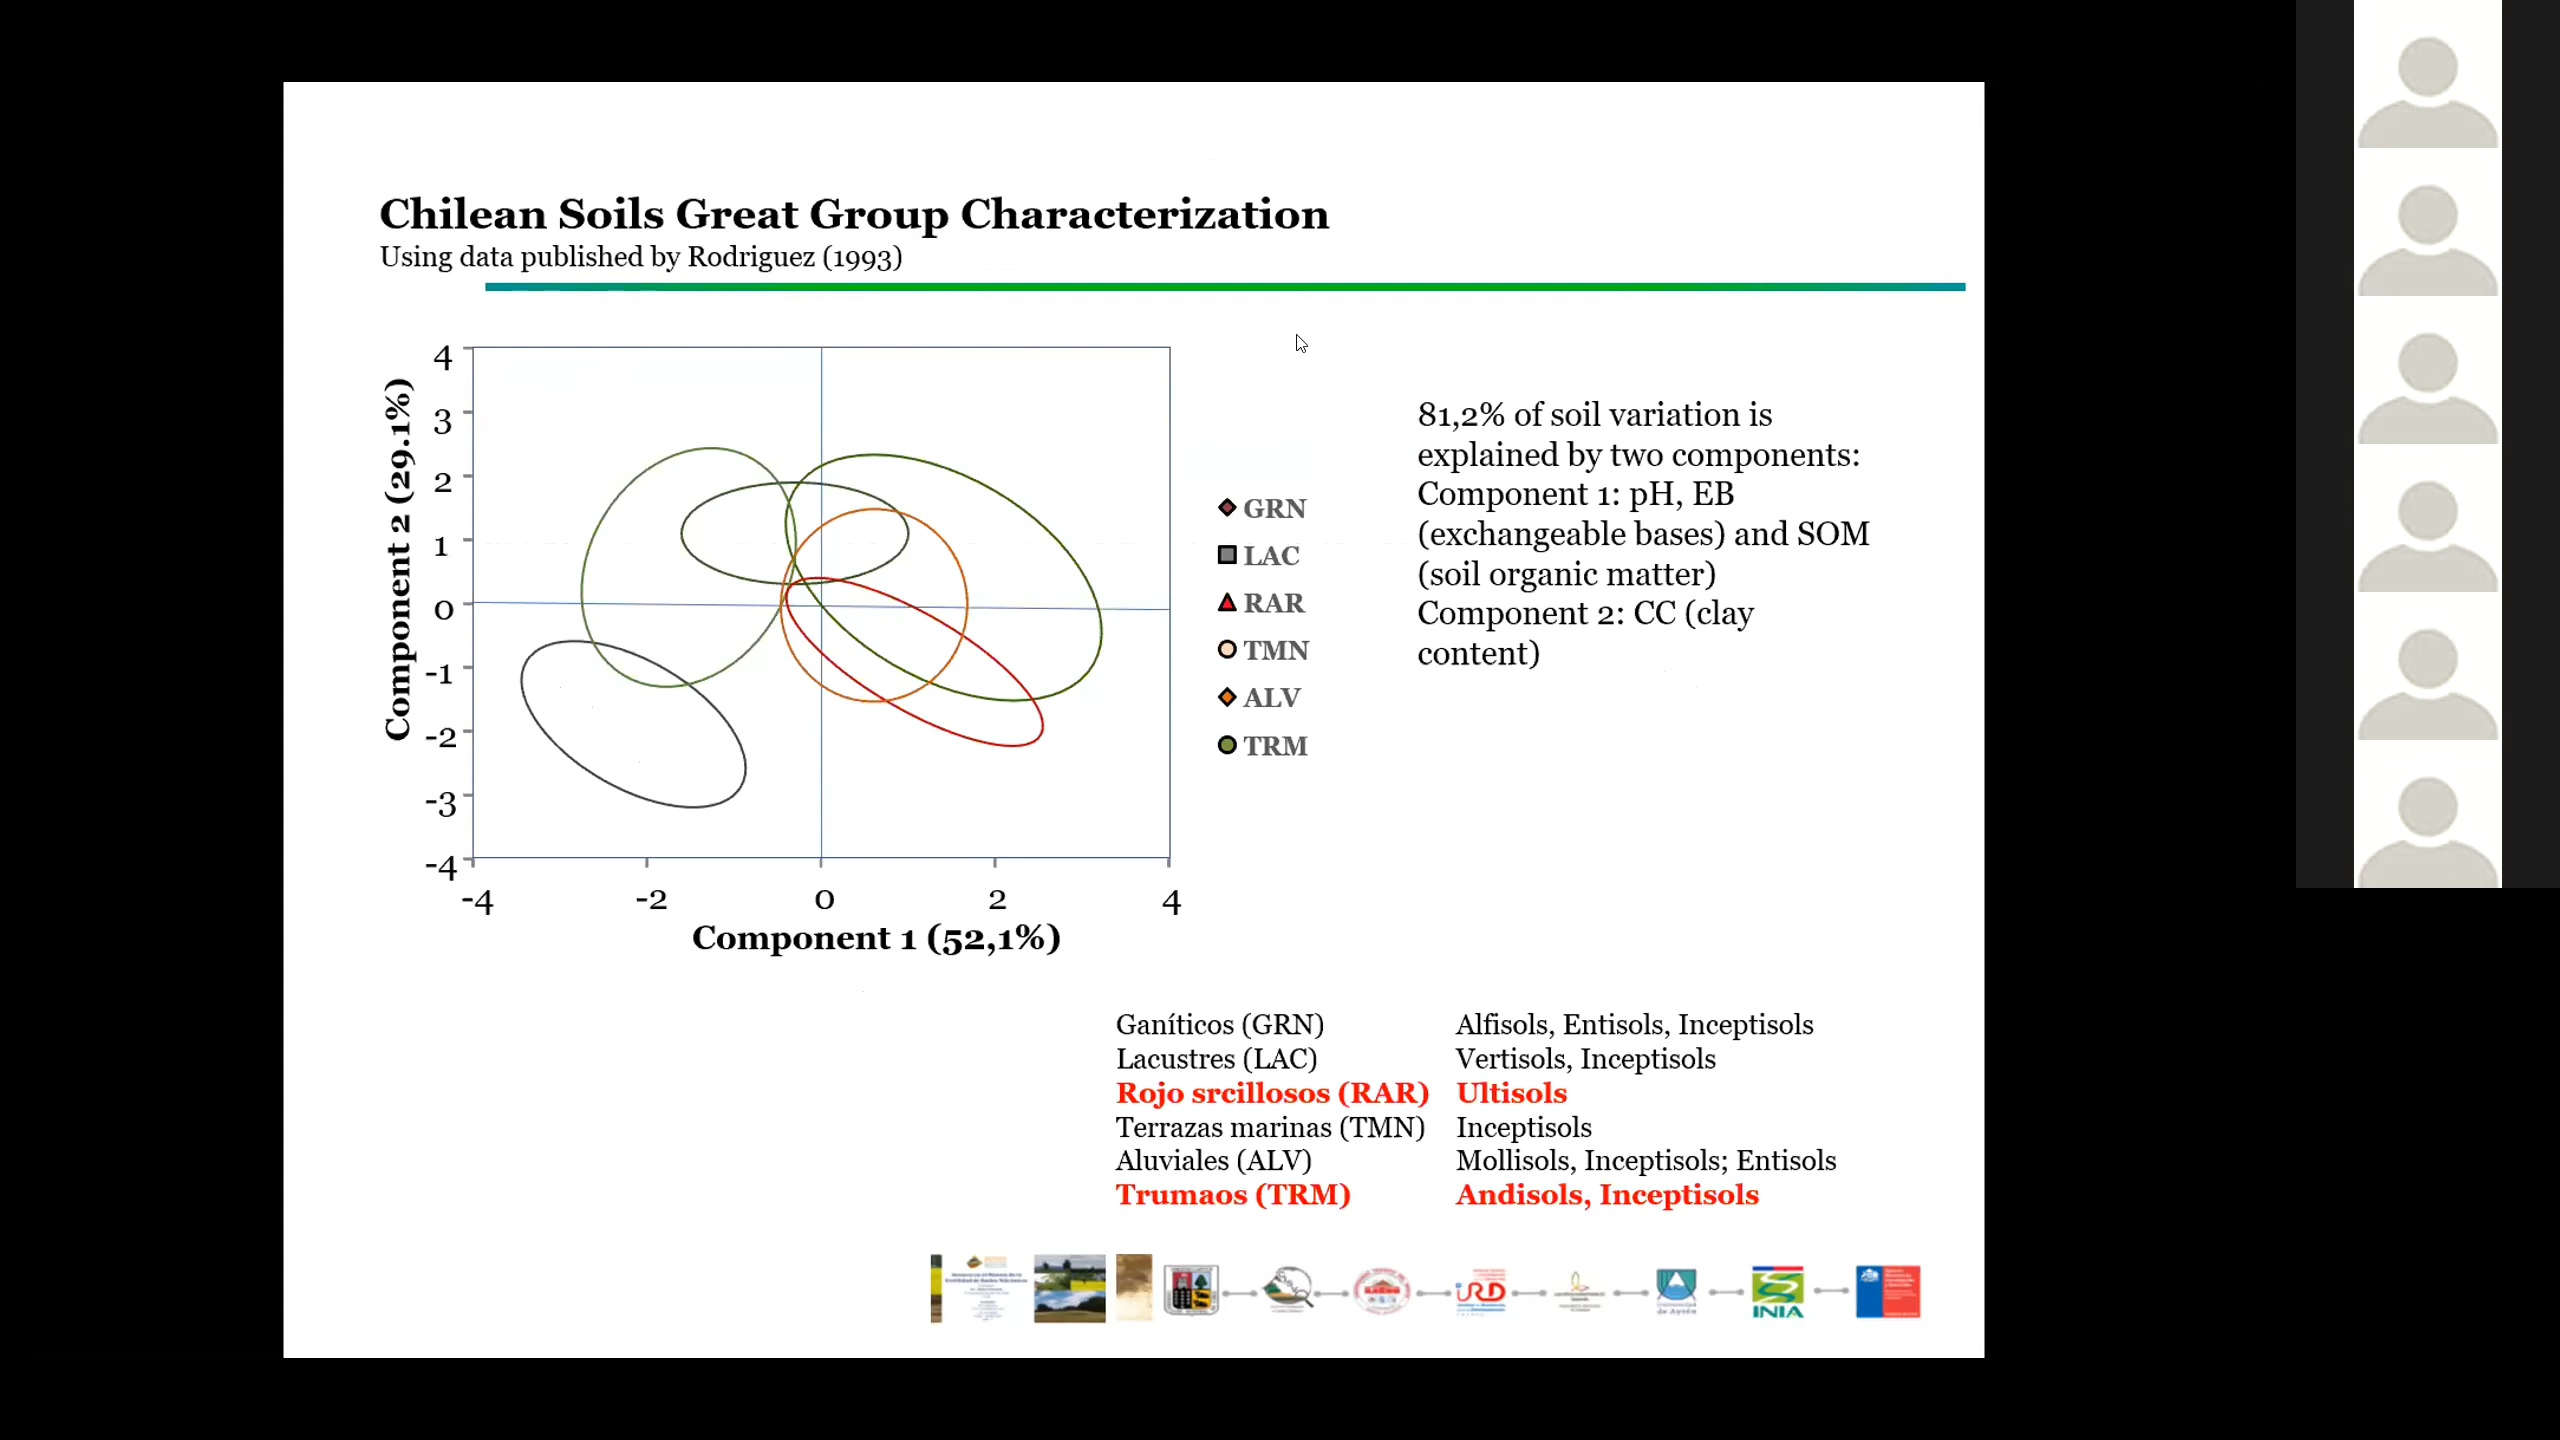 Chilean Soils Great Group Characterization
Using data published by Rodriguez (1993)
Component 2 (29.1%)
4
3
2
1
0
-1
-2
-3
-4
-4
-2
0
2
4
Component 1 (52,1%)
GRN
LAC
RAR
TMN
ALV
TRM
81,2% of soil variation is
explained by two components:
Component 1: pH, EB
(exchangeable bases) and SOM
(soil organic matter)
Component 2: CC (clay
content)
Ganíticos (GRN) Alfisols, Entisols, Inceptisols
Lacustres (LAC) Vertisols, Inceptisols
Rojo srcillosos (RAR) Ultisols
Terrazas marinas (TMN) Inceptisols
Aluviales (ALV) Mollisols, Inceptisols; Entisols
Trumaos (TRM) Andisols, Inceptisols
iRD
INIA